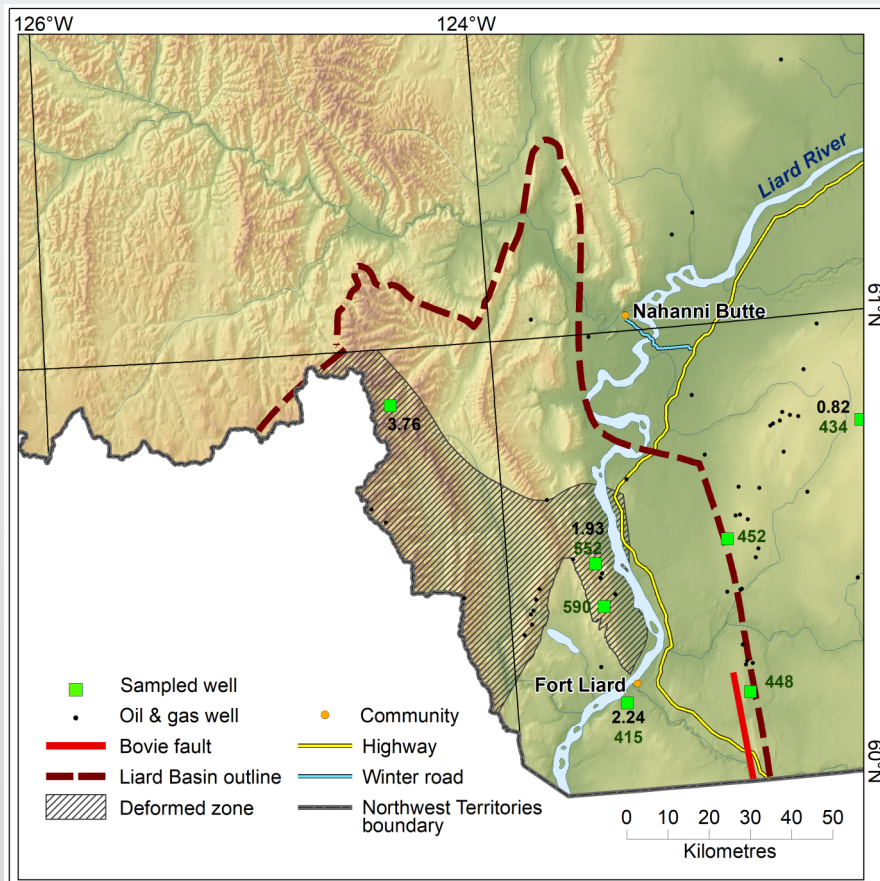 126°W
124°W
Liard River
61°N
Nahanni Butte
0.82
434
3.76
1.93
552
452
590
Fort Liard
448
2.24
415
60°N
Sampled well
Oil & gas well
Community
Bovie fault
Highway
Liard Basin outline
Winter road
Deformed zone
Northwest Territories
boundary
0 10 20 30 40 50
Kilometres